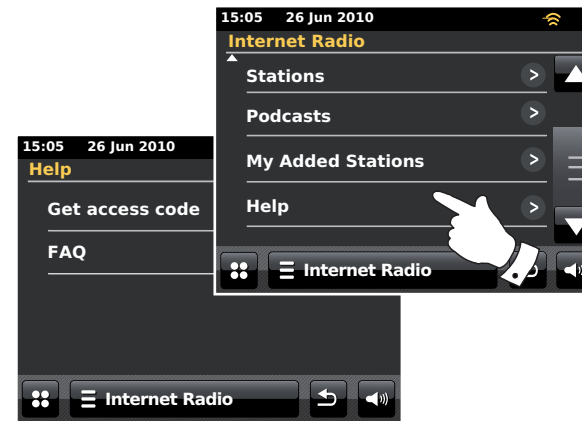 15:05 26 Jun 2010
Internet Radio
Stations
Podcasts
My Added Stations
Help
Internet Radio
15:05 26 Jun 2010
Help
Get access code
FAQ
Internet Radio